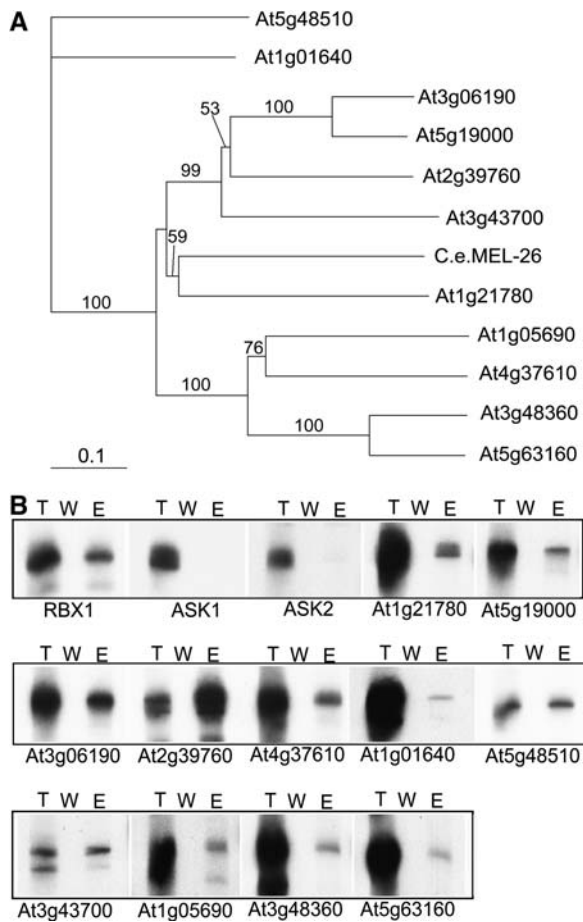 A
At5g48510
At1g01640
53
100
At3g06190
At5g19000
99
At2g39760
At3g43700
59
C.e.MEL-26
At1g21780
100
76
At1g05690
At4g37610
100
100
At3g48360
At5g63160
0.1
B
T W E T W E T W E T W E T W E
RBX1 ASK1 ASK2 At1g21780 At5g19000
T W E T W E T W E T W E T W E
At3g06190 At2g39760 At4g37610 At1g01640 At5g48510
T W E T W E T W E T W E
At3g43700 At1g05690 At3g48360 At5g63160